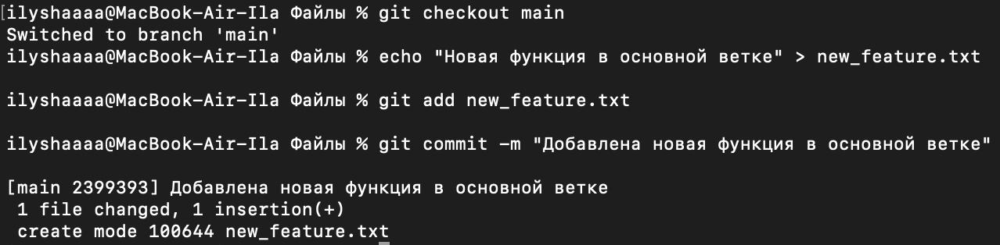 [ilyshaaaa@MacBook-Air-Ila Файлы % git checkout main
Switched to branch 'main'
ilyshaaaa@MacBook-Air-Ila Файлы % echo "Новая функция в основной ветке" > new_feature.txt
ilyshaaaa@MacBook-Air-Ila Файлы % git add new_feature.txt
ilyshaaaa@MacBook-Air-Ila Файлы % git commit -m "Добавлена новая функция в основной ветке"
[main 2399393] Добавлена новая функция в основной ветке
1 file changed, 1 insertion(+)
create mode 100644 new_feature.txt